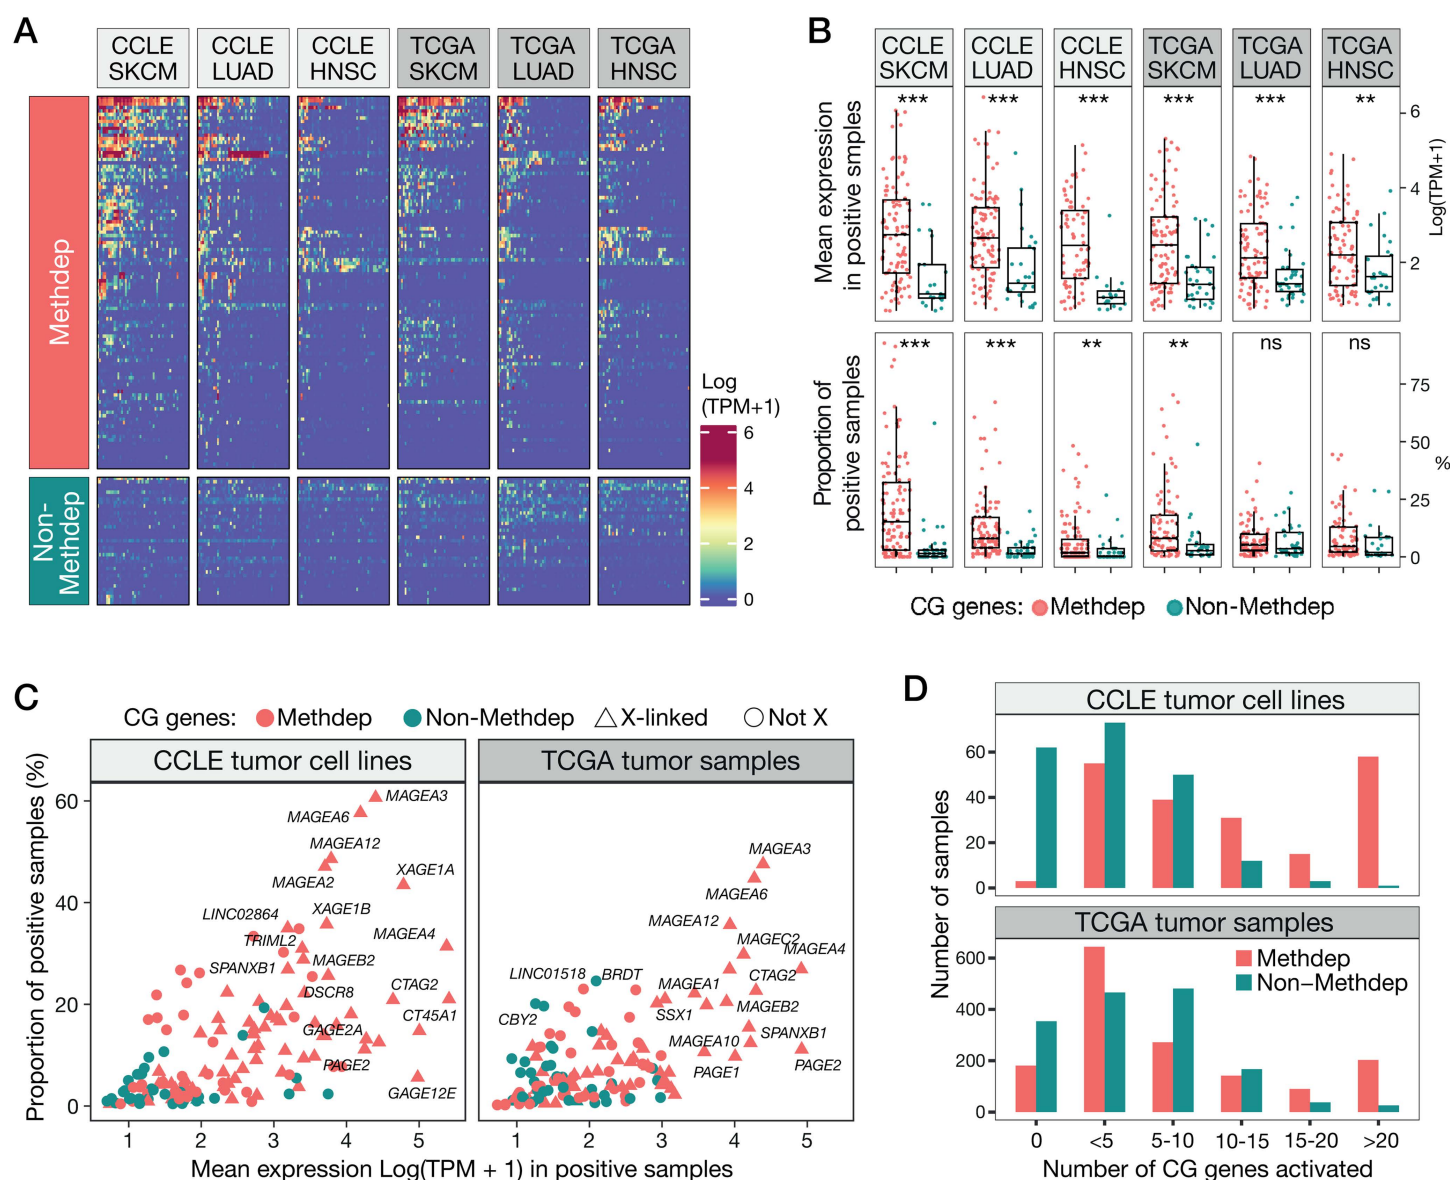 A
CCLE SKCM
CCLE LUAD
CCLE HNSC
TCGA SKCM
TCGA LUAD
TCGA HNSC
Methdep
Non-Methdep
Log
(TPM+1)
6
4
2
0
B
CCLE SKCM
CCLE LUAD
CCLE HNSC
TCGA SKCM
TCGA LUAD
TCGA HNSC
Mean expression
in positive smples
*** *** *** *** *** **
6
4
2
Log(TPM+1)
Proportion of
positive samples
*** *** ** ** ns ns
75
50
25
0
%
CG genes: Methdep Non-Methdep
C
CG genes: Methdep Non-Methdep X-linked Not X
CCLE tumor cell lines
TCGA tumor samples
Proportion of positive samples (%)
60
40
20
0
MAGEA3
MAGEA6
MAGEA12
MAGEA2
XAGE1A
LINC02864
XAGE1B
TRIML2
MAGEA4
SPANXB1
MAGEB2
DSCR8
CTAG2
GAGE2A
CT45A1
PAGE2
GAGE12E
MAGEA3
MAGEA6
MAGEA12
MAGEC2
MAGEA4
LINC01518
BRDT
MAGEA1
CTAG2
CBY2
SSX1
MAGEB2
MAGEA10
SPANXB1
PAGE1
PAGE2
1 2 3 4 5
1 2 3 4 5
Mean expression Log(TPM + 1) in positive samples
D
CCLE tumor cell lines
60
40
20
0
Number of samples
TCGA tumor samples
Methdep
Non–Methdep
600
400
200
0
0 <5 5-10 10-15 15-20 >20
Number of CG genes activated